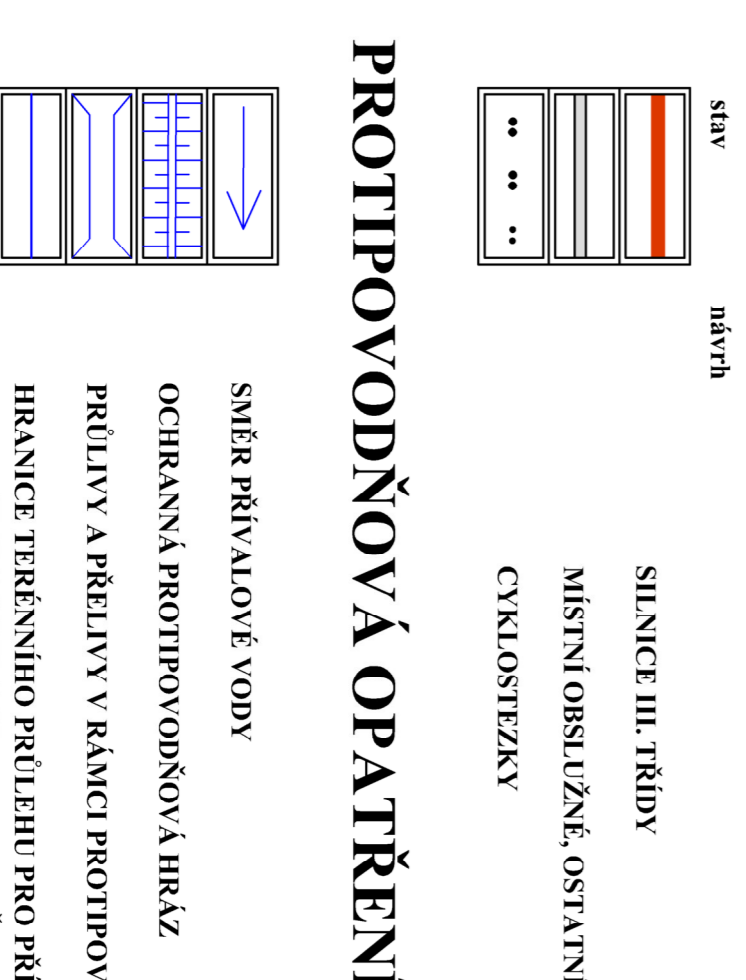 stav návrh
SILNICE III. TŘÍDY
MÍSTNÍ OBSLUŽNÉ, OSTATNÍ
CYKLOSTEZKY
PROTIPOVODŇOVÁ OPATŘENÍ
SMĚR PŘÍVALOVÉ VODY
OCHRANNÁ PROTIPOVODŇOVÁ HRÁZ
PRŮLIVY A PŘELIVY V RÁMCI PROTIPOV
HRANICE TERÉNNÍHO PRŮLEHU PRO PŘÍ